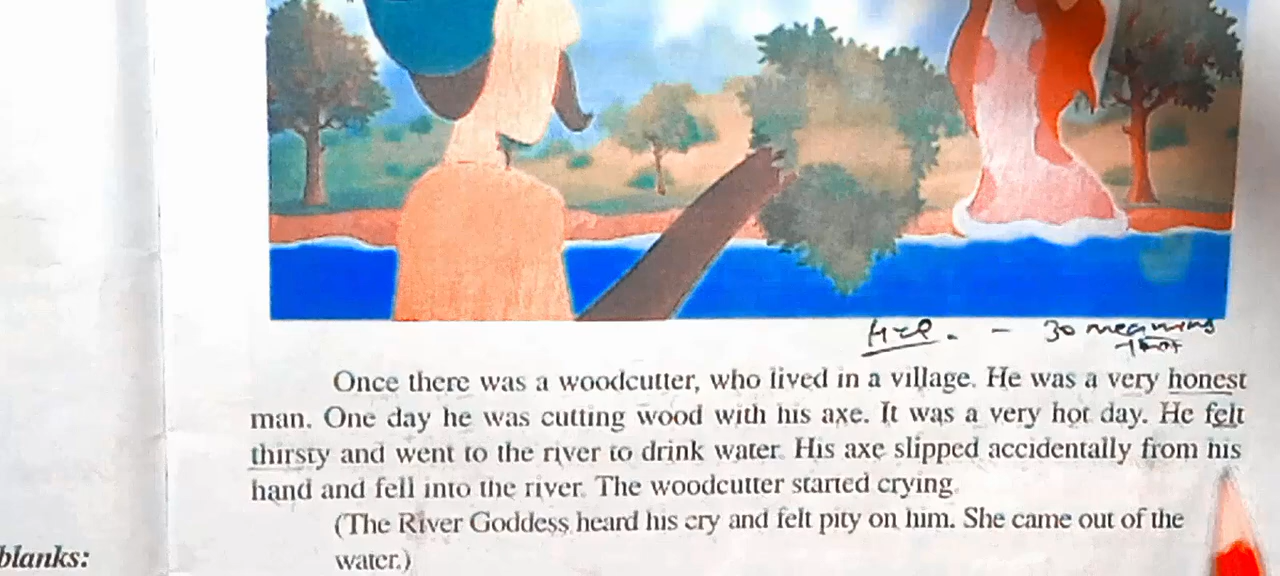 30 meaning
Once there was a woodcutter, who lived in a village. He was a very honest
man. One day he was cutting wood with his axe. It was a very hot day. He felt
thirsty and went to the river to drink water. His axe slipped accidentally from his
hand and fell into the river. The woodcutter started crying.
(The River Goddess heard his cry and felt pity on him. She came out of the
blanks:
water.)